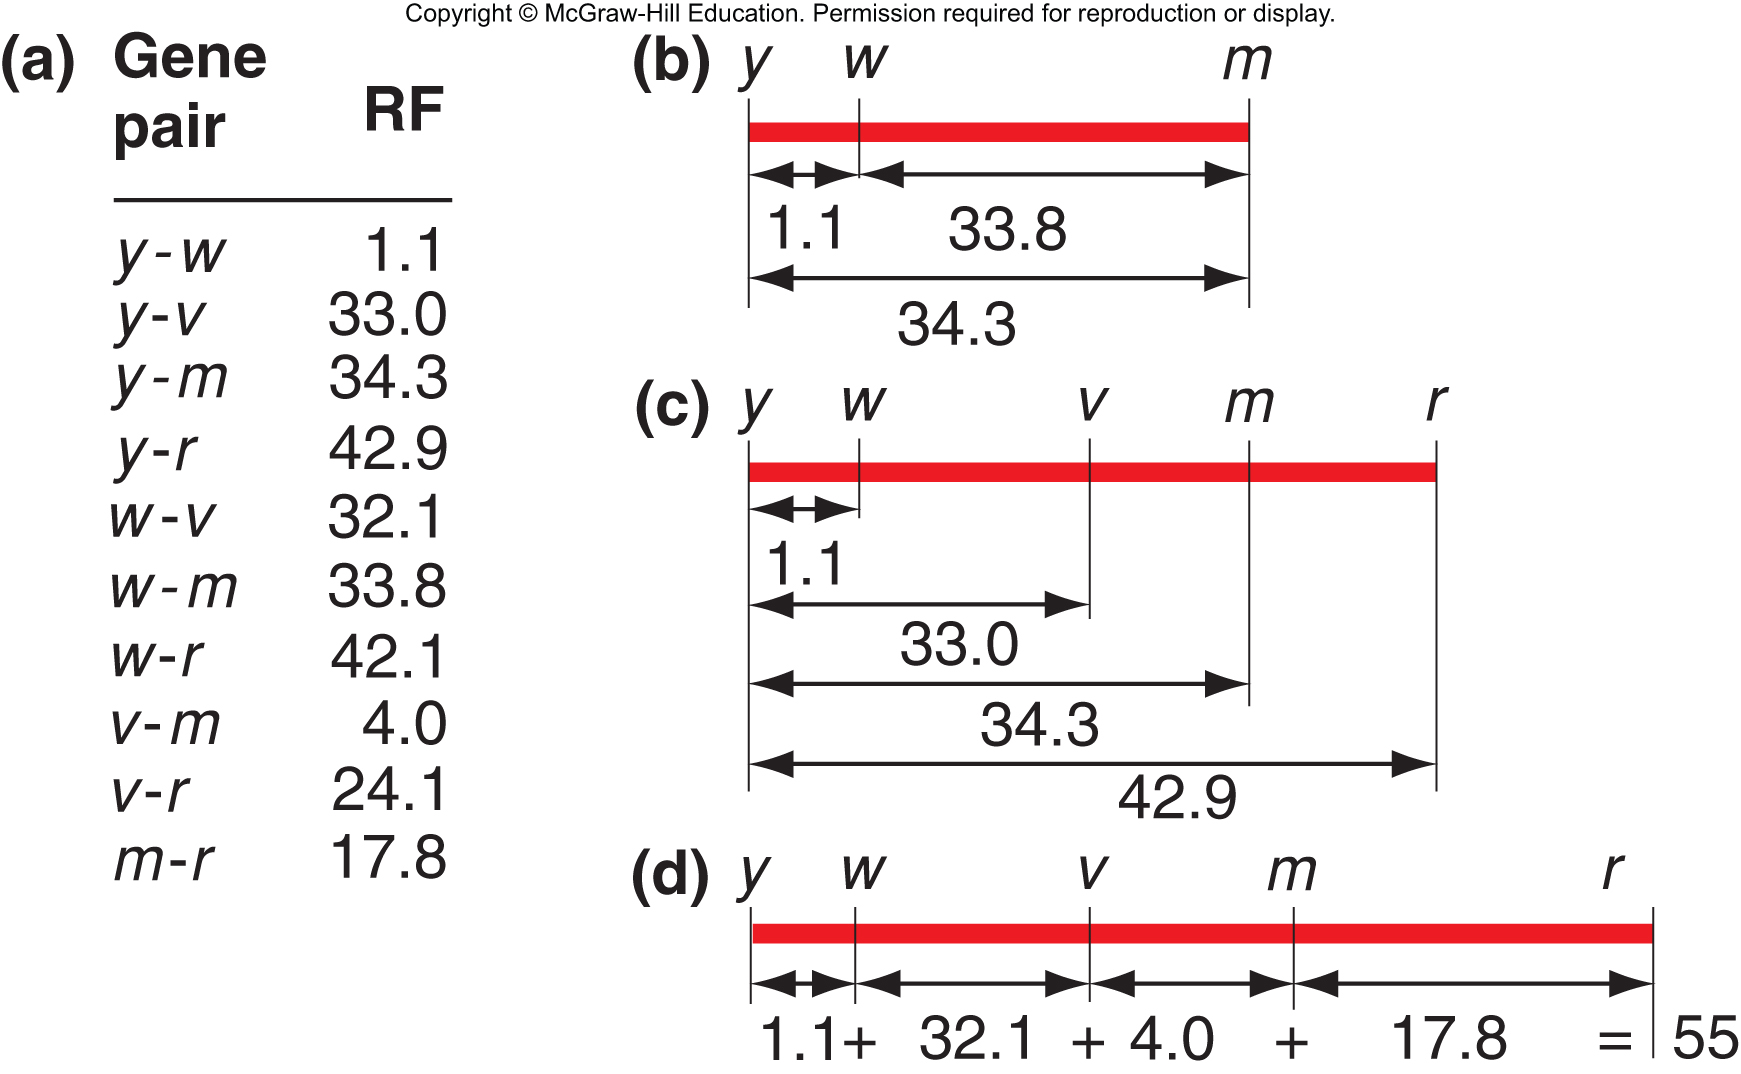 Copyright © McGraw-Hill Education. Permission required for reproduction or display.
(a) Gene pair RF
y-w 1.1
y-v 33.0
y-m 34.3
y-r 42.9
w-v 32.1
w-m 33.8
w-r 42.1
v-m 4.0
v-r 24.1
m-r 17.8
(b) y w m
1.1 33.8
34.3
(c) y w v m r
1.1
33.0
34.3
42.9
(d) y w v m r
1.1+ 32.1 + 4.0 + 17.8 = 55